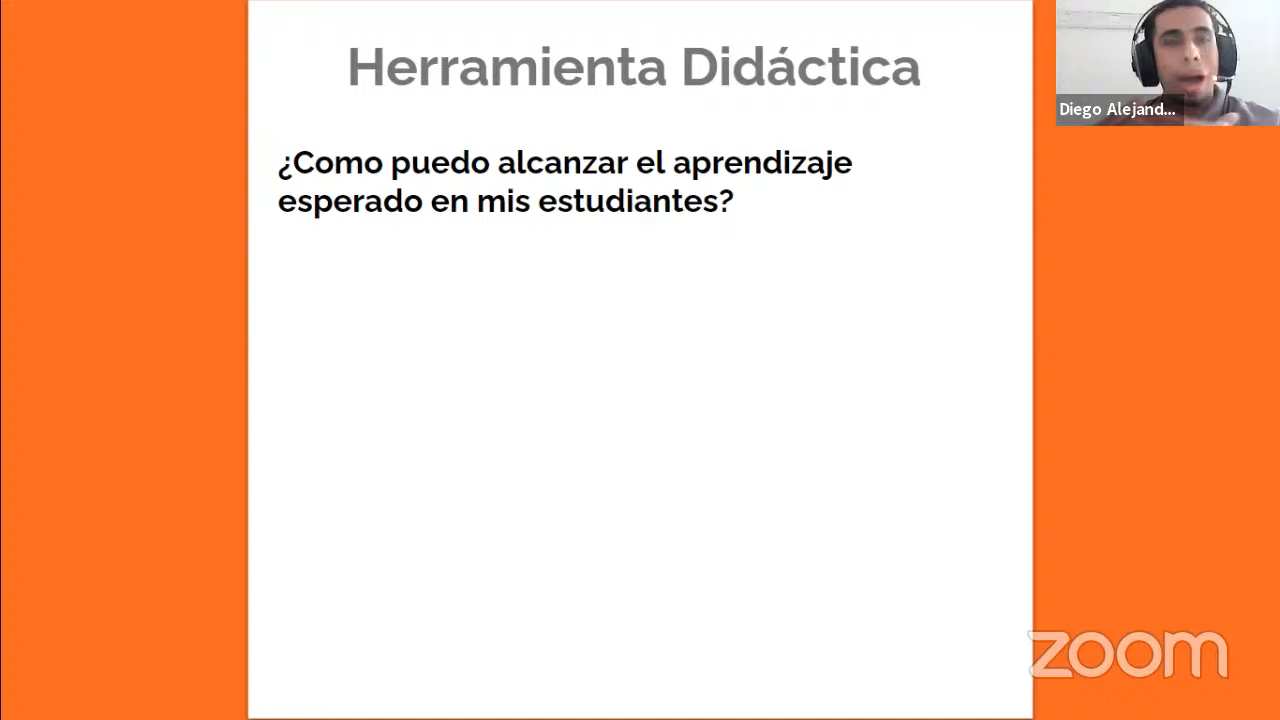 Herramienta Didáctica
¿Como puedo alcanzar el aprendizaje
esperado en mis estudiantes?
Diego Alejand...
zoom